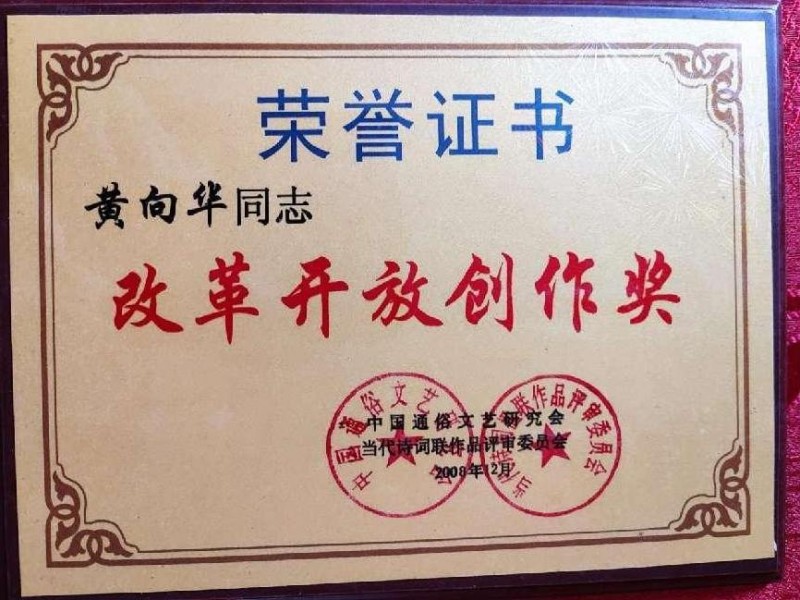 荣誉证书
黄向华同志
改革开放创作奖
中国通俗文艺研究会
当代诗词联作品评审委员会
2008年12月